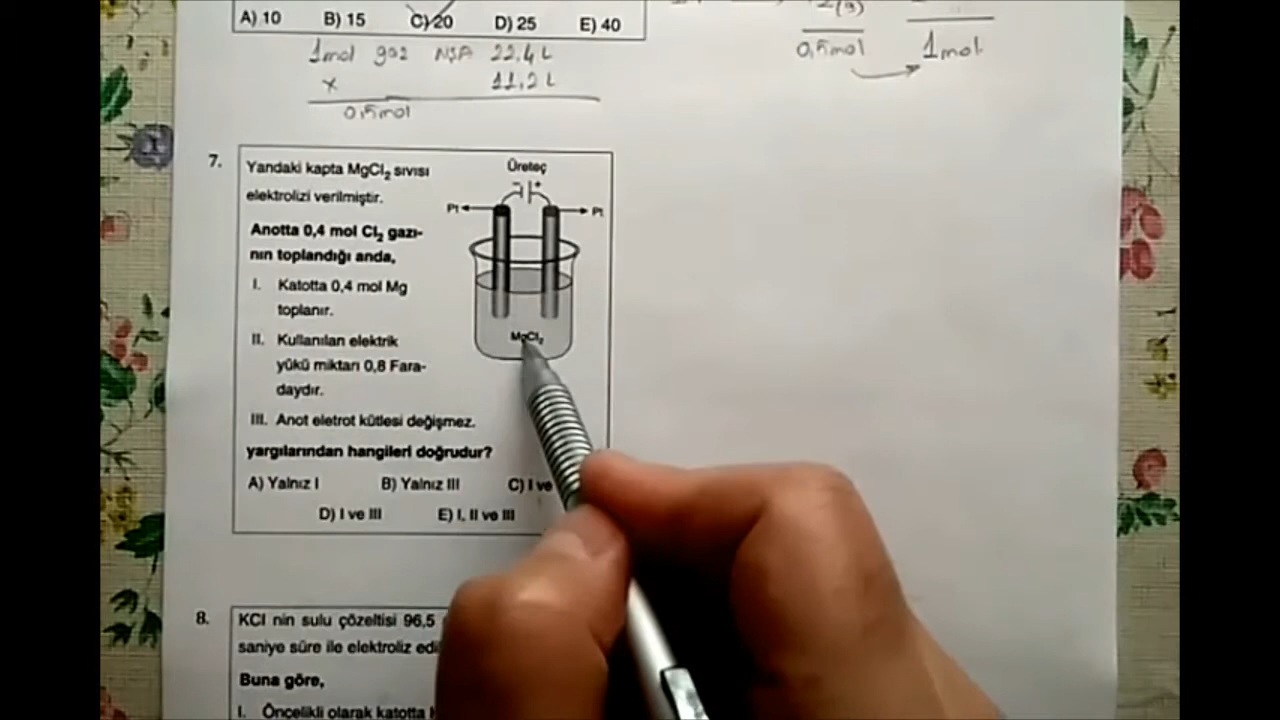 A) 10 B) 15 C) 20 D) 25 E) 40
1mol gaz NŞA 22,4 L
x 11,2 L
0,5mol
0,5mol 1mol
7.
Yandaki kapta MgCl₂ sıvısı
elektrolizi verilmiştir.
Anotta 0,4 mol Cl₂ gazı-
nın toplandığı anda,
I. Katotta 0,4 mol Mg
toplanır.
II. Kullanılan elektrik
yükü miktarı 0,8 Fara-
daydır.
III. Anot eletrot kütlesi değişmez.
yargılarından hangileri doğrudur?
A) Yalnız I B) Yalnız III C) I ve
D) I ve III E) I, II ve III
Üreteç
- +
Pt Pt
MgCl₂
8.
KCl nin sulu çözeltisi 96,5
saniye süre ile elektroliz
Buna göre,
I. Öncelikli olarak katotta